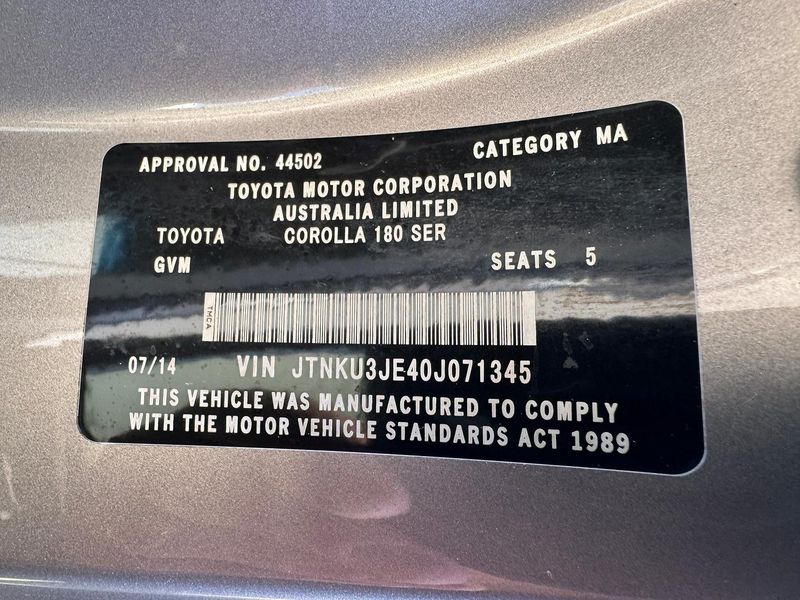 APPROVAL NO. 44502 CATEGORY MA
TOYOTA MOTOR CORPORATION
AUSTRALIA LIMITED
TOYOTA COROLLA 180 SER
GVM SEATS 5
TMCA
07/14 VIN JTNKU3JE40J071345
THIS VEHICLE WAS MANUFACTURED TO COMPLY
WITH THE MOTOR VEHICLE STANDARDS ACT 1989